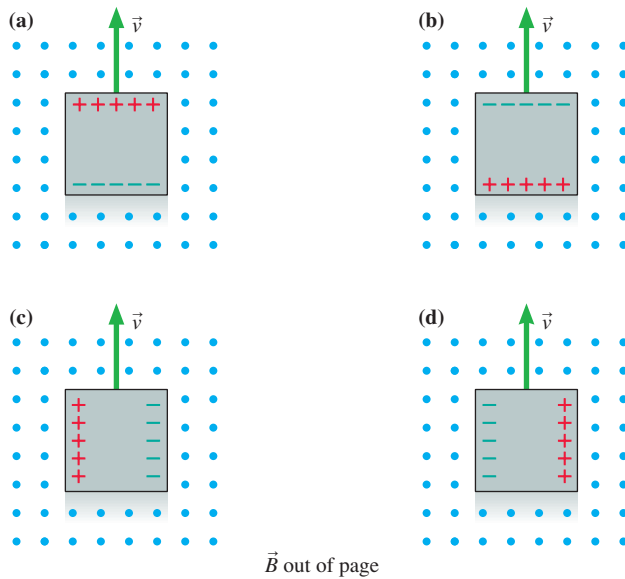 (a)
v⃗
(b)
v⃗
+ + + + +
– – – – –
– – – – –
+ + + + +
(c)
v⃗
(d)
v⃗
+ –
+ –
+ –
+ –
+ –
– +
– +
– +
– +
– +
B⃗ out of page